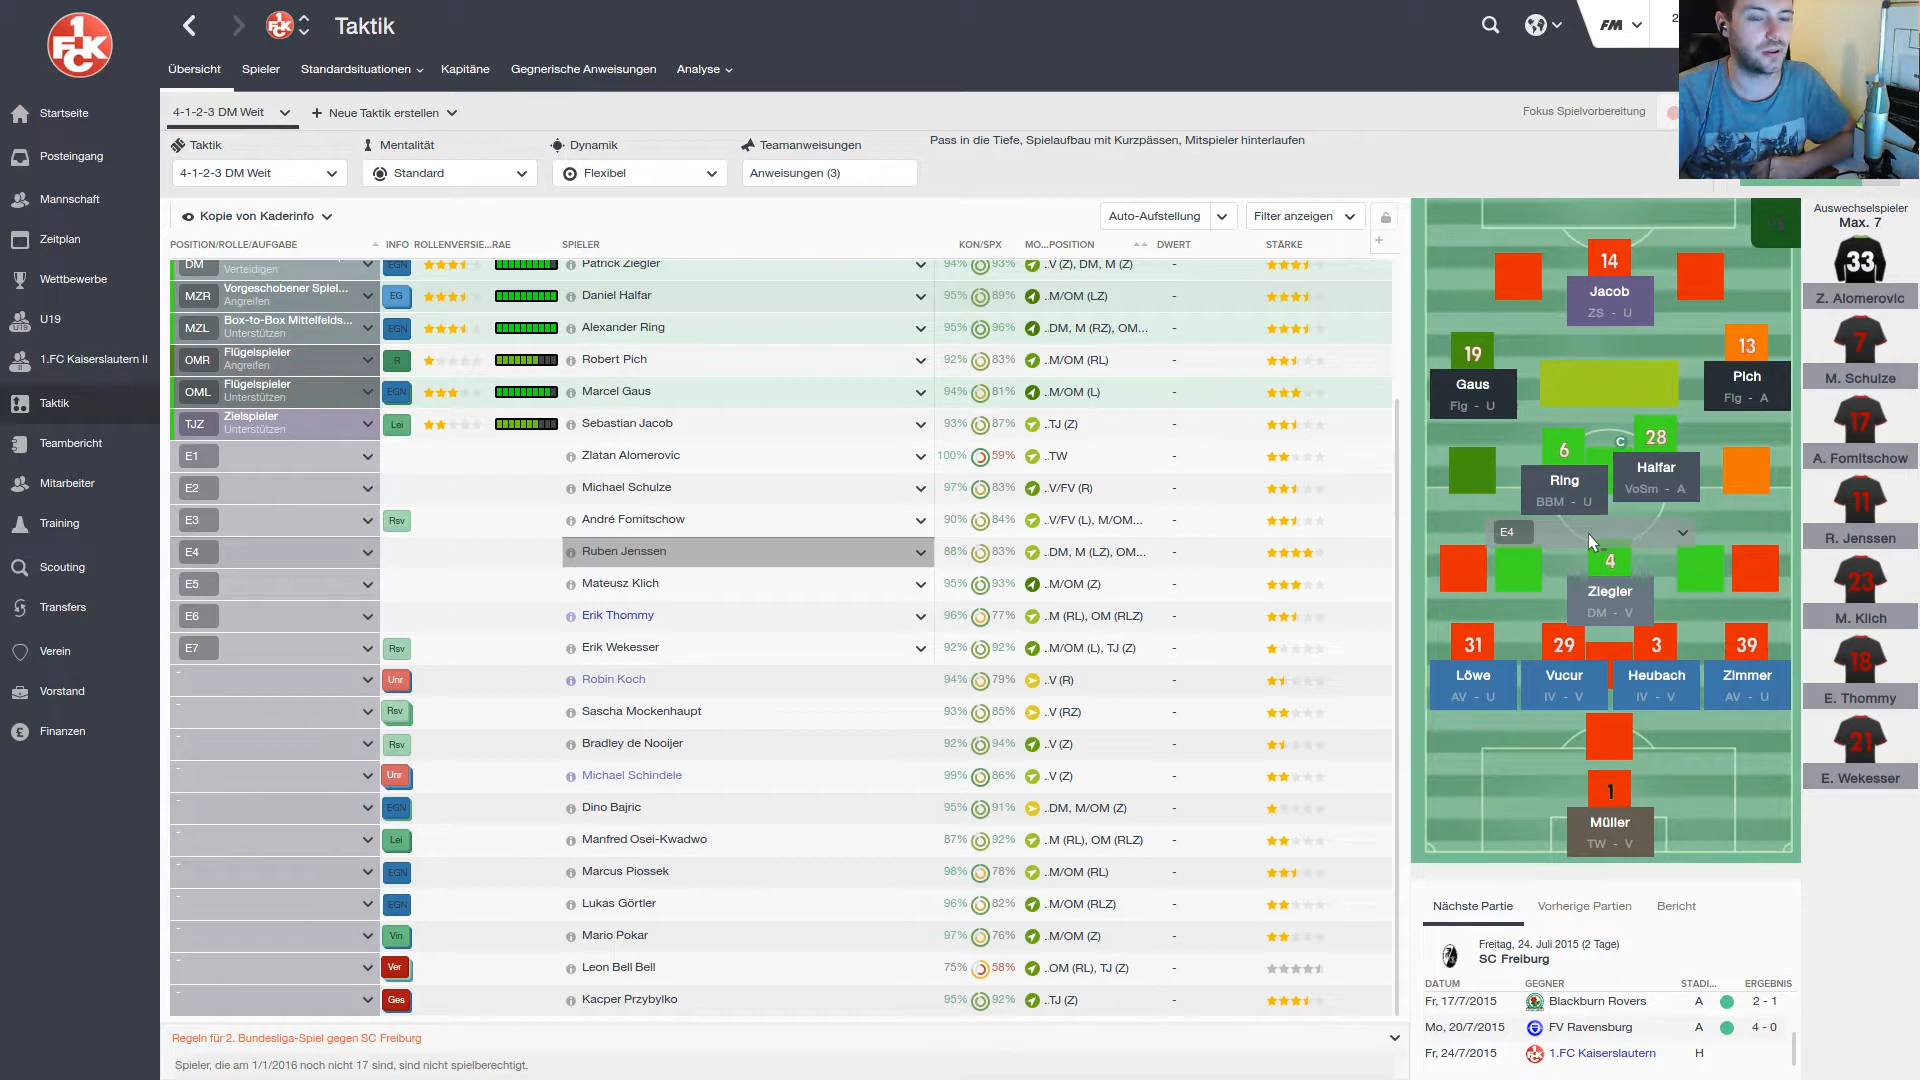 Taktik
FM
Übersicht
Spieler
Standardsituationen
Kapitäne
Gegnerische Anweisungen
Analyse
Startseite
Posteingang
Mannschaft
Zeitplan
Wettbewerbe
U19
1.FC Kaiserslautern II
Taktik
Teambericht
Mitarbeiter
Training
Scouting
Transfers
Verein
Vorstand
Finanzen
4-1-2-3 DM Weit
Neue Taktik erstellen
Fokus Spielvorbereitung
Taktik
Mentalität
Dynamik
Teamanweisungen
Pass in die Tiefe, Spielaufbau mit Kurzpässen, Mitspieler hinterlaufen
4-1-2-3 DM Weit
Standard
Flexibel
Anweisungen (3)
Kopie von Kaderinfo
Auto-Aufstellung
Filter anzeigen
POSITION/ROLLE/AUFGABE INFO ROLLENVERSIE...RAE SPIELER KON/SPX MO...POSITION DWERT STÄRKE
DM Verteidigen EGN Patrick Ziegler 94% 93% ..V (Z), DM, M (Z) -
MZR Vorgeschobener Spiel... Angreifen EG Daniel Halfar 95% 89% ..M/OM (LZ) -
MZL Box-to-Box Mittelfelds... Unterstützen EGN Alexander Ring 95% 96% ..DM, M (RZ), OM... -
OMR Flügelspieler Angreifen R Robert Pich 92% 83% ..M/OM (RL) -
OML Flügelspieler Unterstützen EGN Marcel Gaus 94% 81% ..M/OM (L) -
TJZ Zielspieler Unterstützen Lei Sebastian Jacob 93% 87% ..TJ (Z) -
E1 Zlatan Alomerovic 100% 59% ..TW -
E2 Michael Schulze 97% 83% ..V/FV (R) -
E3 Rsv André Fomitschow 90% 84% ..V/FV (L), M/OM... -
E4 Ruben Jenssen 88% 83% ..DM, M (LZ), OM... -
E5 Mateusz Klich 95% 93% ..M/OM (Z) -
E6 Erik Thommy 96% 77% ..M (RL), OM (RLZ) -
E7 Rsv Erik Wekesser 92% 92% ..M/OM (L), TJ (Z) -
- Unr Robin Koch 94% 79% ..V (R) -
- Rsv Sascha Mockenhaupt 93% 85% ..V (RZ) -
- Rsv Bradley de Nooijer 92% 94% ..V (Z) -
- Unr Michael Schindele 99% 86% ..V (Z) -
- EGN Dino Bajric 95% 91% ..DM, M/OM (Z) -
- Lei Manfred Osei-Kwadwo 87% 92% ..M (RL), OM (RLZ) -
- EGN Marcus Piossek 98% 78% ..M/OM (RL) -
- EGN Lukas Görtler 96% 82% ..M/OM (RLZ) -
- Vin Mario Pokar 97% 76% ..M/OM (Z) -
- Ver Leon Bell Bell 75% 58% ..OM (RL), TJ (Z) -
- Ges Kacper Przybylko 95% 92% ..TJ (Z) -
Regeln für 2. Bundesliga-Spiel gegen SC Freiburg
Spieler, die am 1/1/2016 noch nicht 17 sind, sind nicht spielberechtigt.
14
Jacob
ZS - U
19
Gaus
Flg - U
13
Pich
Flg - A
6
Ring
BBM - U
C
28
Halfar
VoSm - A
E4
4
Ziegler
DM - V
31 29 3 39
Löwe Vucur Heubach Zimmer
AV - U IV - V IV - V AV - U
1
Müller
TW - V
Auswechselspieler
Max. 7
33
Z. Alomerovic
7
M. Schulze
17
A. Fomitschow
11
R. Jenssen
23
M. Klich
18
E. Thommy
21
E. Wekesser
Nächste Partie
Vorherige Partien
Bericht
Freitag, 24. Juli 2015 (2 Tage)
SC Freiburg
DATUM GEGNER STADI... ERGEBNIS
Fr, 17/7/2015 Blackburn Rovers A 2 - 1
Mo, 20/7/2015 FV Ravensburg A 4 - 0
Fr, 24/7/2015 1.FC Kaiserslautern H